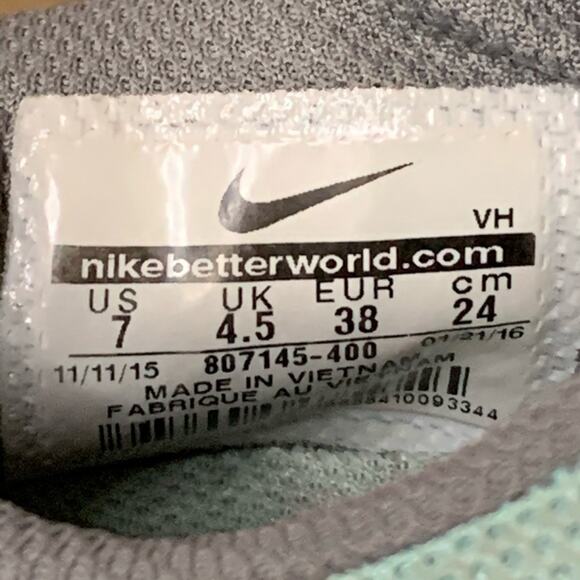 VH
nikebetterworld.com
US UK EUR cm
7 4.5 38 24
11/11/15 807145-400 01/21/16
MADE IN VIETNAM
FABRIQUE AU
10093344